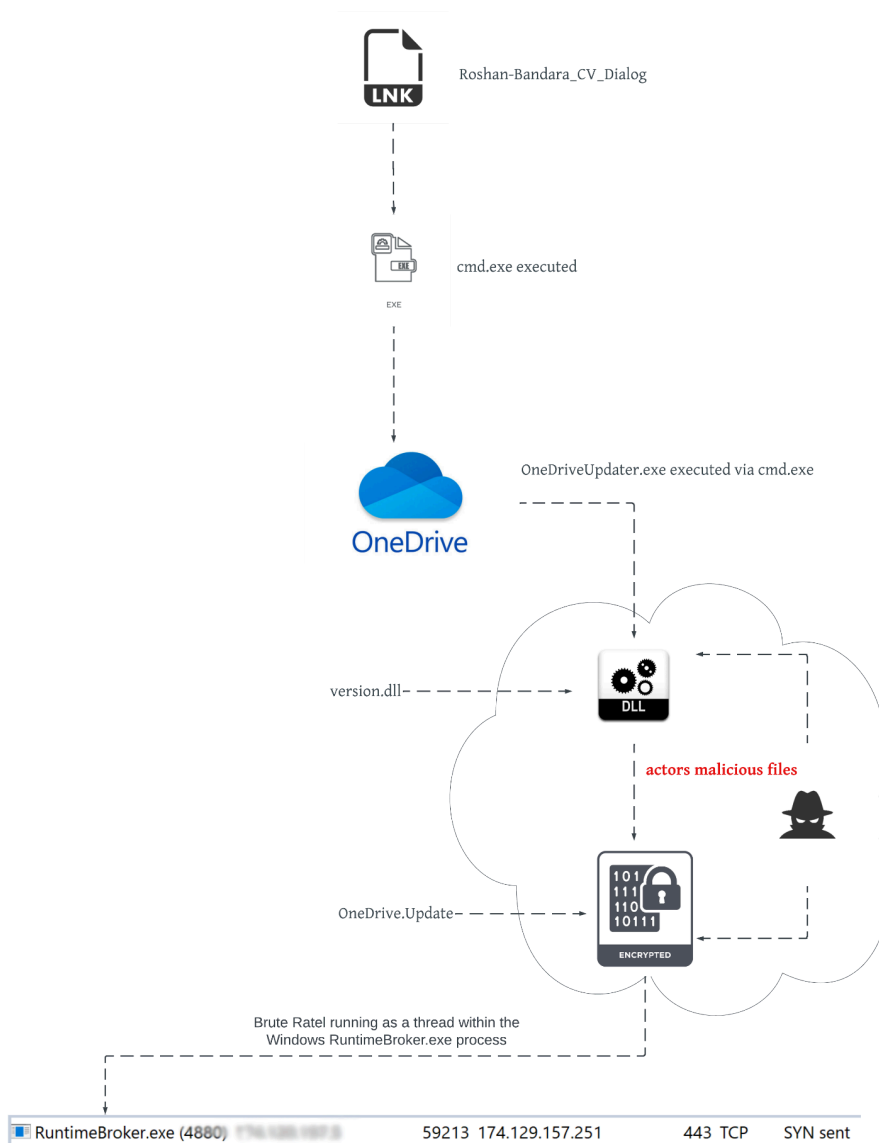 LNK
Roshan-Bandara_CV_Dialog
EXE
cmd.exe executed
EXE
OneDriveUpdater.exe executed via cmd.exe
OneDrive
version.dll
DLL
actors malicious files
101
111
110
10111
OneDrive.Update
ENCRYPTED
Brute Ratel running as a thread within the
Windows RuntimeBroker.exe process
RuntimeBroker.exe (4880) 59213 174.129.157.251 443 TCP SYN sent